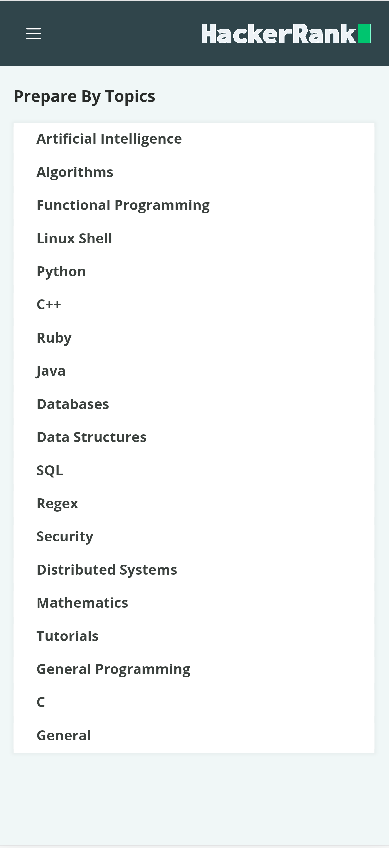 HackerRank
Prepare By Topics
Artificial Intelligence
Algorithms
Functional Programming
Linux Shell
Python
C++
Ruby
Java
Databases
Data Structures
SQL
Regex
Security
Distributed Systems
Mathematics
Tutorials
General Programming
C
General